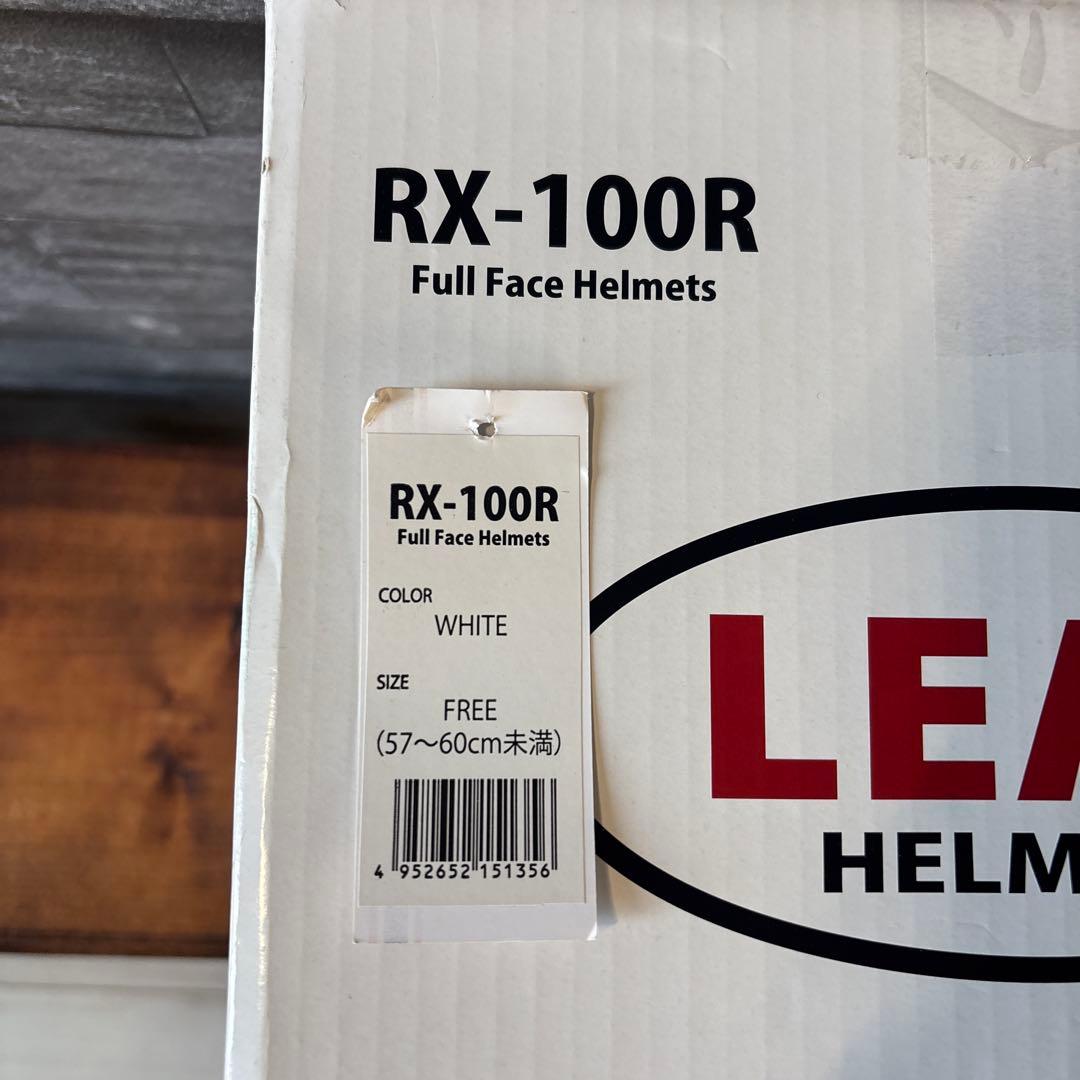 RX-100R
Full Face Helmets
RX-100R
Full Face Helmets
COLOR
WHITE
SIZE
FREE
(57〜60cm未満)
4 952652 151356
LEA
HELM